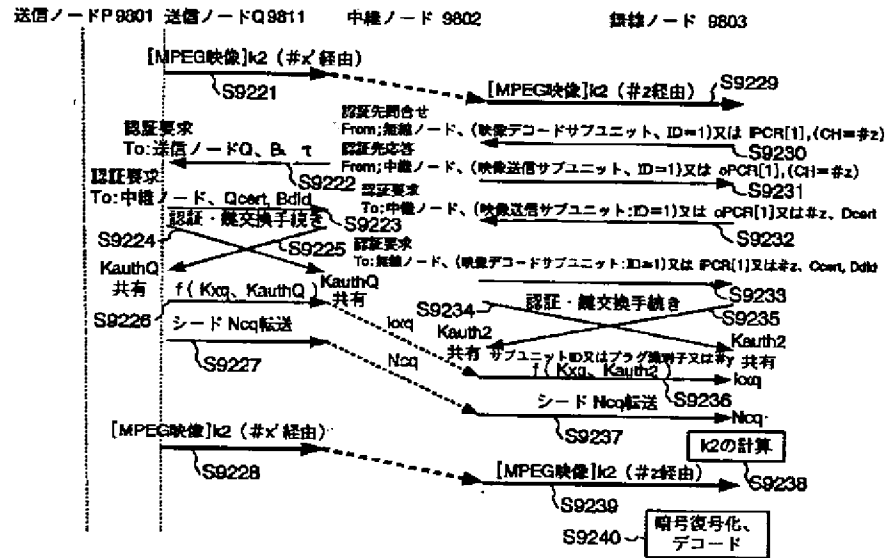 送信ノードP9801 送信ノードQ9811 中継ノード 9802 無線ノード 9803
[MPEG映像]k2 (#x'経由)
S9221
[MPEG映像]k2 (#z経由)
S9229
認証先問合せ
From;無線ノード、(映像デコードサブユニット、ID=1)又は iPCR[1],(CH=#z)
S9230
認証要求
To:送信ノードQ、
S9222
認証先応答
From;中継ノード、(映像送信サブユニット、ID=1)又は oPCR[1],(CH=#z)
S9231
認証要求
To:中継ノード、Qcert、Bdid
S9223
認証要求
To:中継ノード、(映像送信サブユニット:ID=1)又は oPCR[1]又は#z、Dcert
S9232
認証・鍵交換手続き
S9224
S9225
認証要求
To:無線ノード、(映像デコードサブユニット:ID=1)又は iPCR[1]又は#z、Ccert、Ddid
S9233
KauthQ
共有
KauthQ
共有
S9234
認証・鍵交換手続き
S9235
f(Kxq、KauthQ)
S9226
kxq
Kauth2
共有
Kauth2
共有
サブユニットID又はプラグ識別子又は#y
f(Kxq、Kauth2)
kxq
S9236
シード Ncq転送
S9227
Ncq
シード Ncq転送
Ncq
S9237
[MPEG映像]k2 (#x'経由)
S9228
k2の計算
S9238
[MPEG映像]k2 (#z経由)
S9239
S9240
暗号復号化、
デコード